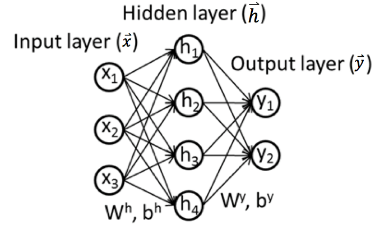 Hidden layer (h⃗)
Input layer (x⃗)
Output layer (y⃗)
h₁
x₁
h₂
y₁
x₂
h₃
y₂
x₃
h₄
Wʰ, bʰ
Wʸ, bʸ